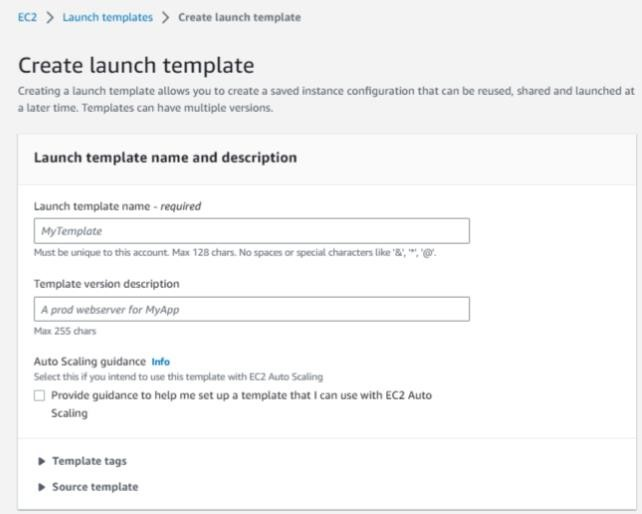 EC2 > Launch templates > Create launch template
Create launch template
Creating a launch template allows you to create a saved instance configuration that can be reused, shared and launched at
a later time. Templates can have multiple versions.
Launch template name and description
Launch template name - required
MyTemplate
Must be unique to this account. Max 128 chars. No spaces or special characters like '&', '*', '@'.
Template version description
A prod webserver for MyApp
Max 255 chars
Auto Scaling guidance Info
Select this if you intend to use this template with EC2 Auto Scaling
Provide guidance to help me set up a template that I can use with EC2 Auto
Scaling
Template tags
Source template